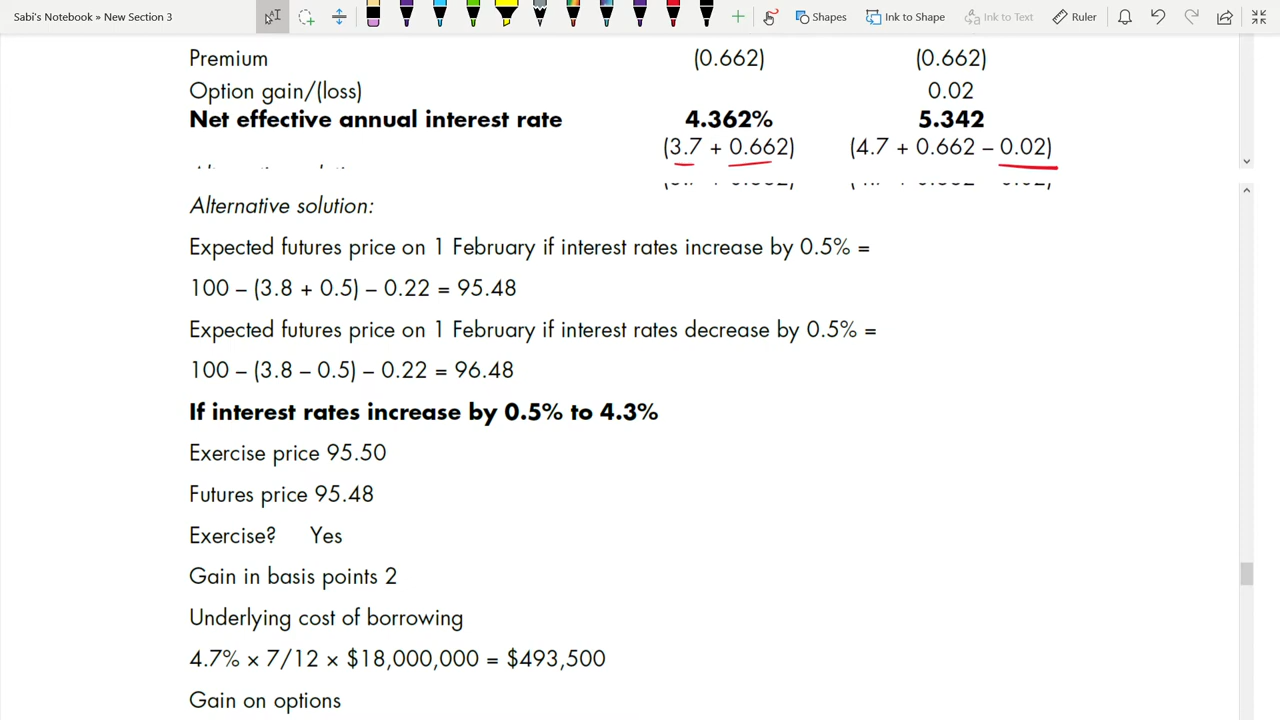 Sabi's Notebook » New Section 3
Shapes
Ink to Shape
Ink to Text
Ruler
Premium (0.662) (0.662)
Option gain/(loss) 0.02
Net effective annual interest rate 4.362% 5.342
(3.7 + 0.662) (4.7 + 0.662 – 0.02)
Alternative solution:
Expected futures price on 1 February if interest rates increase by 0.5% =
100 – (3.8 + 0.5) – 0.22 = 95.48
Expected futures price on 1 February if interest rates decrease by 0.5% =
100 – (3.8 – 0.5) – 0.22 = 96.48
If interest rates increase by 0.5% to 4.3%
Exercise price 95.50
Futures price 95.48
Exercise? Yes
Gain in basis points 2
Underlying cost of borrowing
4.7% × 7/12 × $18,000,000 = $493,500
Gain on options